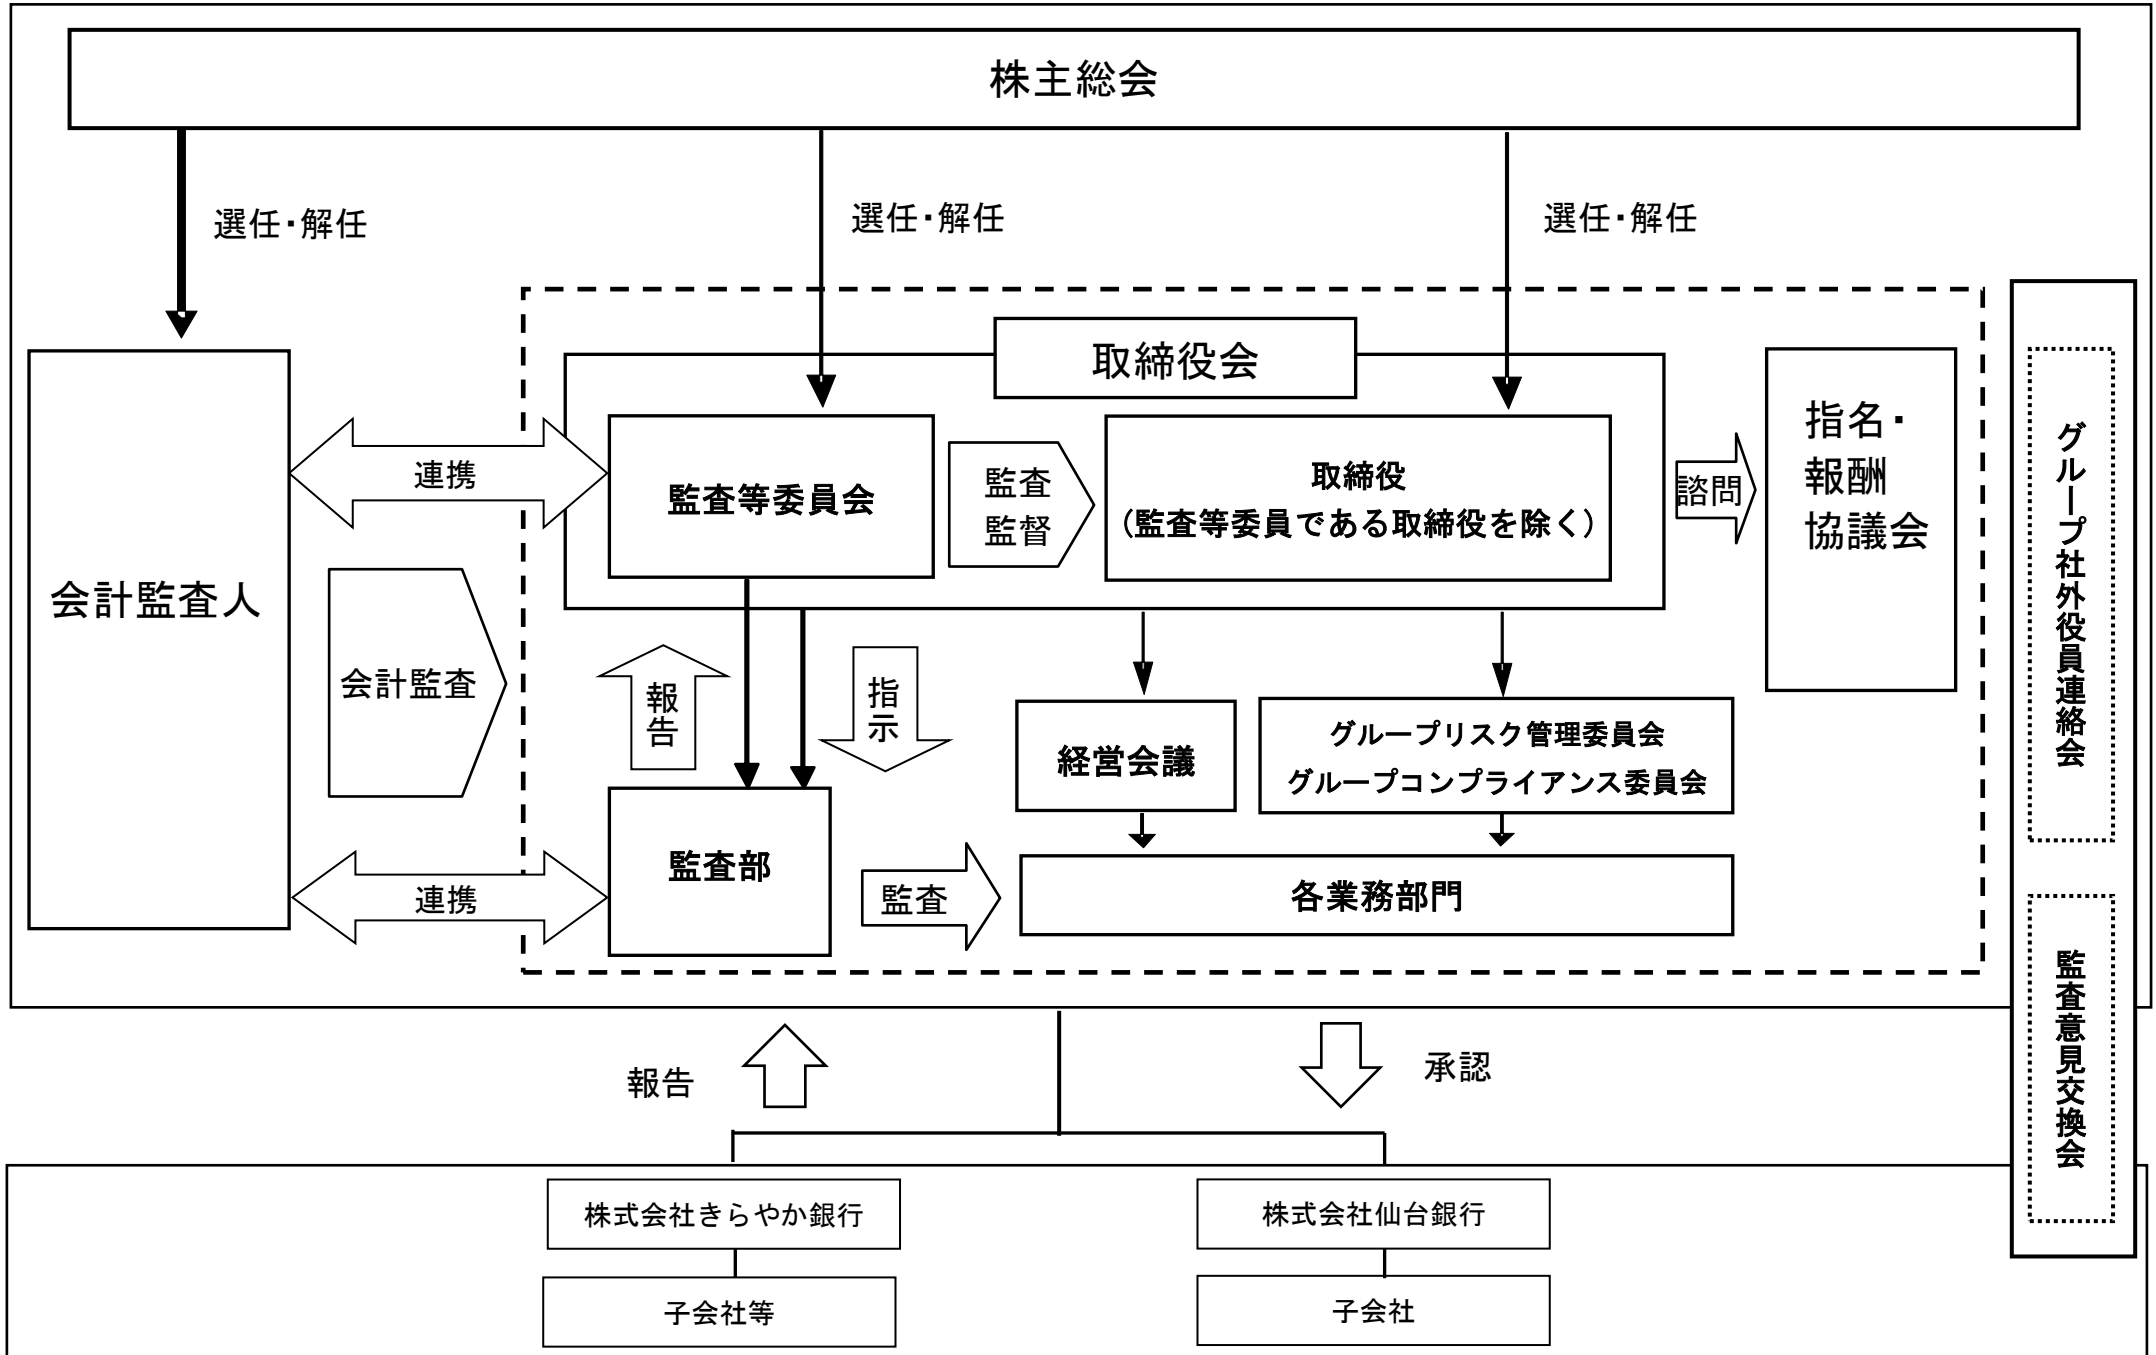 株主総会
選任・解任
選任・解任
選任・解任
取締役会
会計監査人
連携
監査等委員会
監査
監督
取締役
（監査等委員である取締役を除く）
諮問
指名・
報酬
協議会
グループ社外役員連絡会
会計監査
報告
指示
経営会議
グループリスク管理委員会
グループコンプライアンス委員会
連携
監査部
監査
各業務部門
監査意見交換会
報告
承認
株式会社きらやか銀行
株式会社仙台銀行
子会社等
子会社